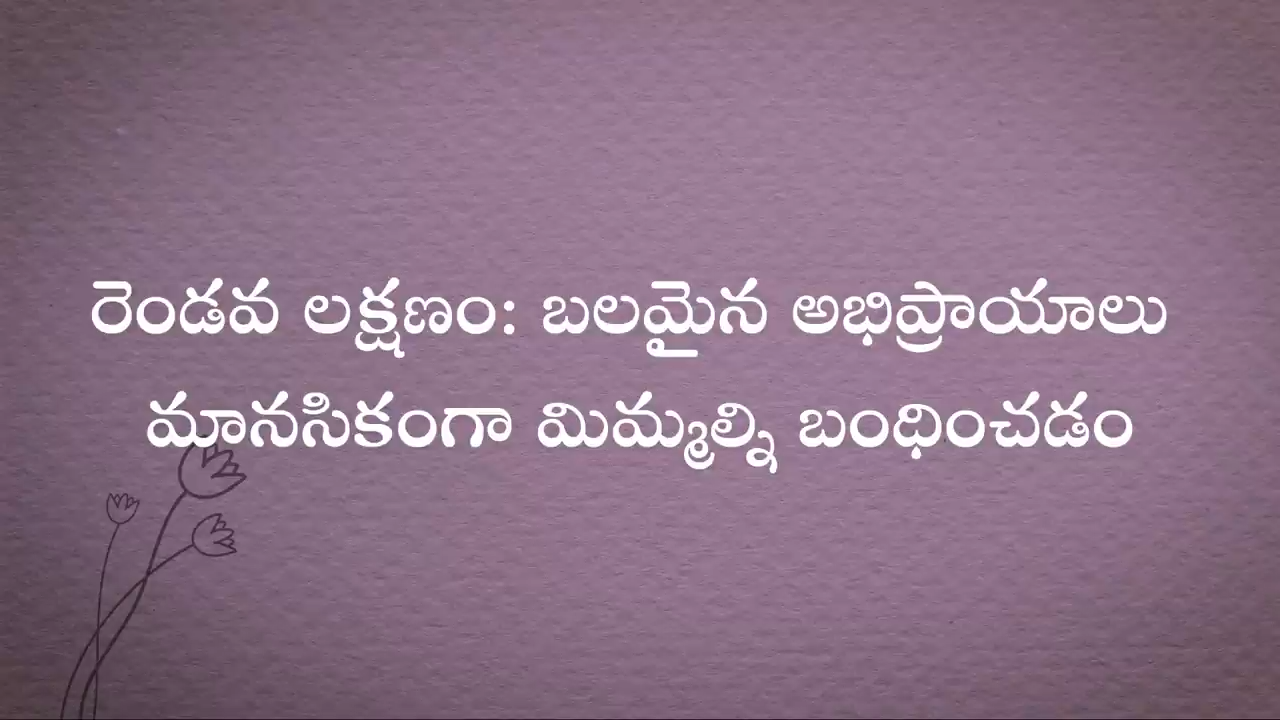 రెండవ లక్షణం: బలమైన అభిప్రాయాలు
మానసికంగా మిమ్మల్ని బంధించడం